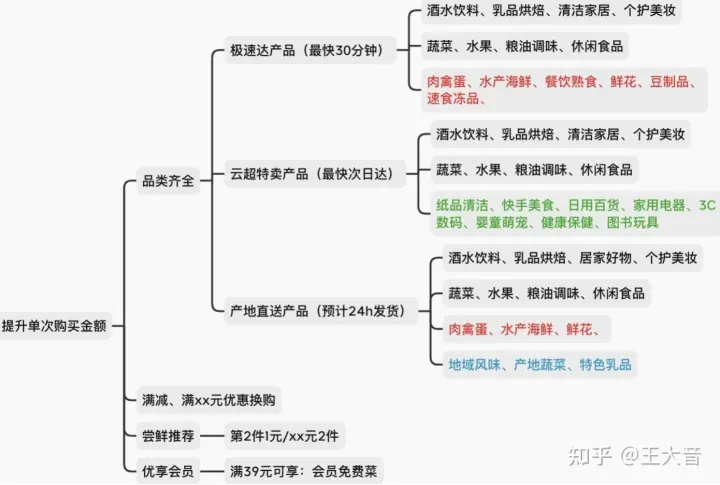 提升单次购买金额
品类齐全
极速达产品（最快30分钟）
酒水饮料、乳品烘焙、清洁家居、个护美妆
蔬菜、水果、粮油调味、休闲食品
肉禽蛋、水产海鲜、餐饮熟食、鲜花、豆制品、
速食冻品、
云超特卖产品（最快次日达）
酒水饮料、乳品烘焙、清洁家居、个护美妆
蔬菜、水果、粮油调味、休闲食品
纸品清洁、快手美食、日用百货、家用电器、3C
数码、婴童萌宠、健康保健、图书玩具
产地直送产品（预计24h发货）
酒水饮料、乳品烘焙、居家好物、个护美妆
蔬菜、水果、粮油调味、休闲食品
肉禽蛋、水产海鲜、鲜花、
地域风味、产地蔬菜、特色乳品
满减、满xx元优惠换购
尝鲜推荐
第2件1元/xx元2件
优享会员
满39元可享：会员免费菜
知乎 @王大音